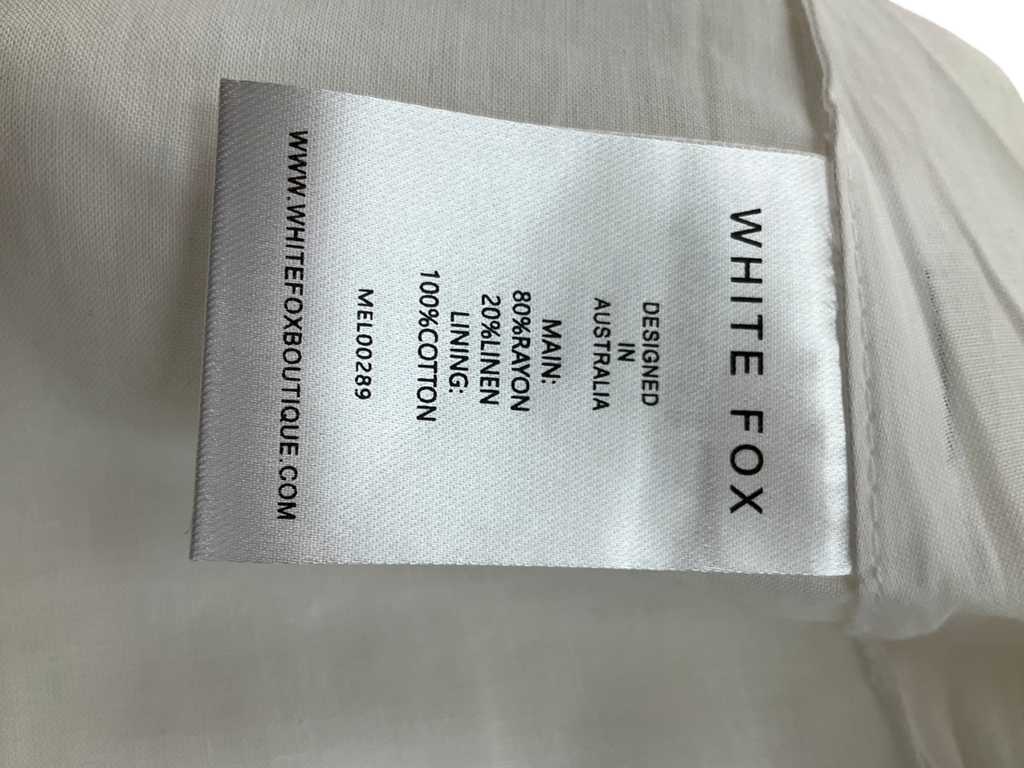 WHITE FOX
DESIGNED
IN
AUSTRALIA
MAIN:
80%RAYON
20%LINEN
LINING:
100%COTTON
MEL00289
WWW.WHITEFOXBOUTIQUE.COM